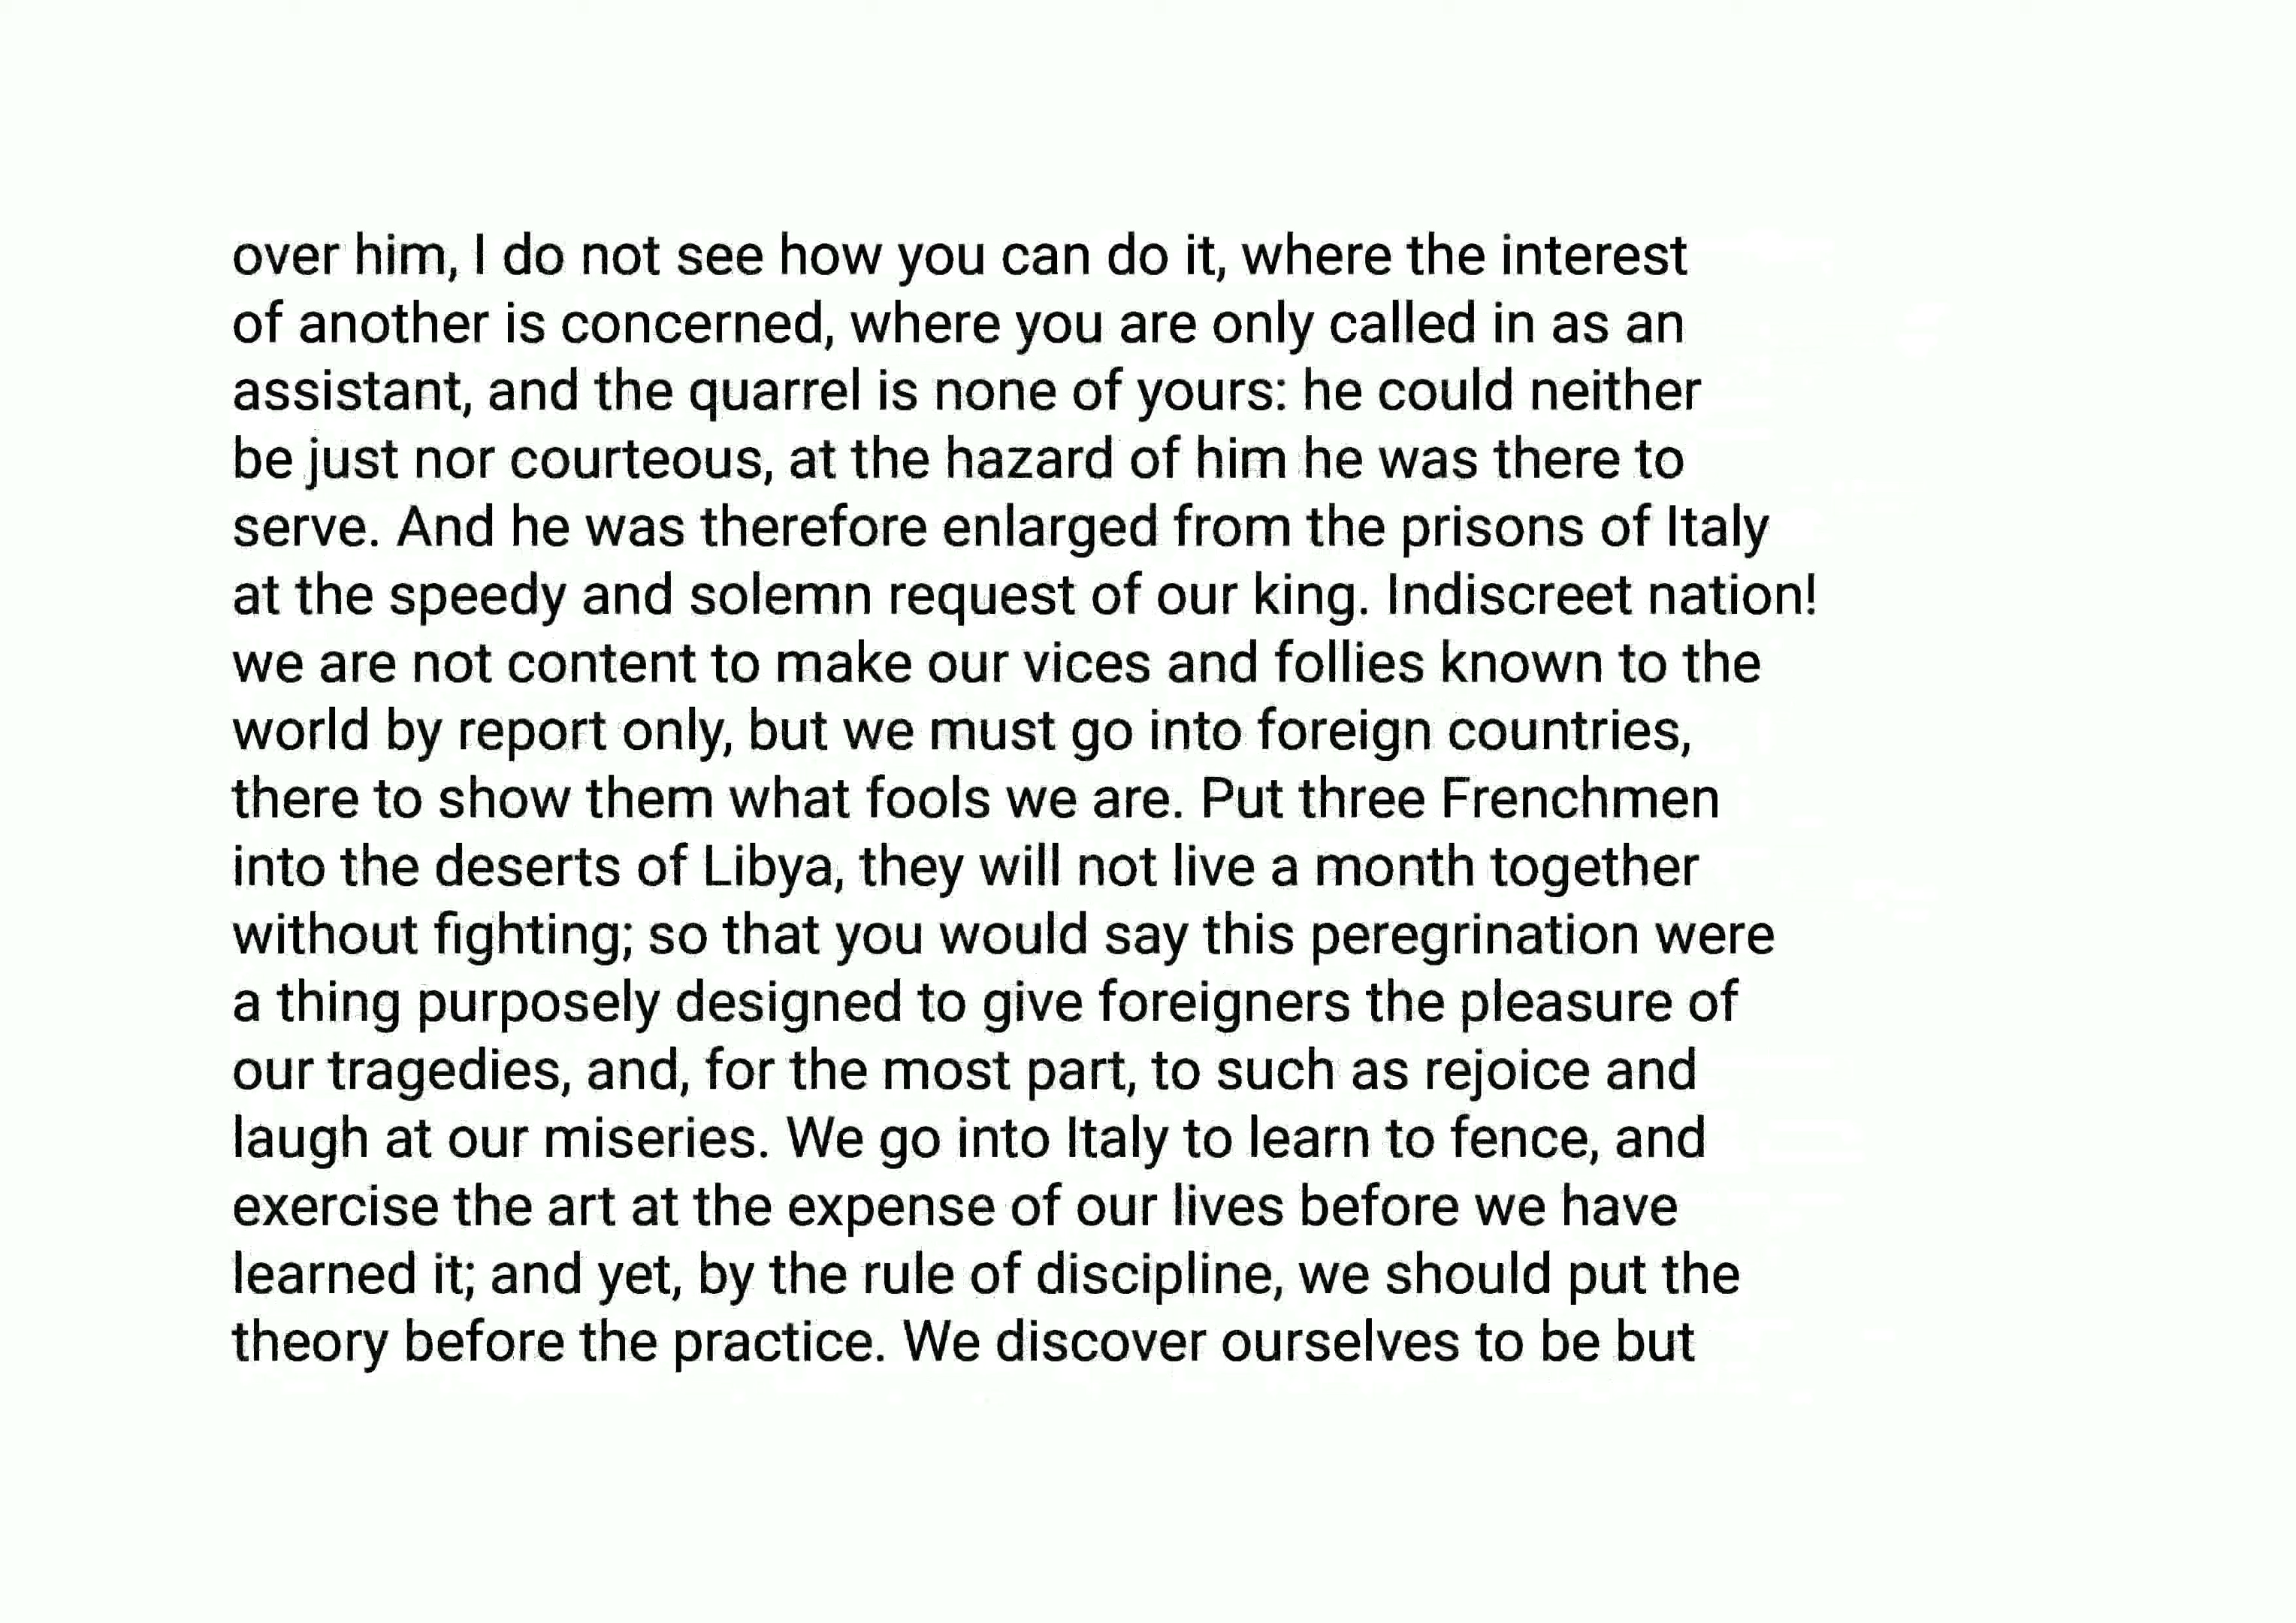 over him, I do not see how you can do it, where the interest
of another is concerned, where you are only called in as an
assistant, and the quarrel is none of yours: he could neither
be just nor courteous, at the hazard of him he was there to
serve. And he was therefore enlarged from the prisons of Italy
at the speedy and solemn request of our king. Indiscreet nation!
we are not content to make our vices and follies known to the
world by report only, but we must go into foreign countries,
there to show them what fools we are. Put three Frenchmen
into the deserts of Libya, they will not live a month together
without fighting; so that you would say this peregrination were
a thing purposely designed to give foreigners the pleasure of
our tragedies, and, for the most part, to such as rejoice and
laugh at our miseries. We go into Italy to learn to fence, and
exercise the art at the expense of our lives before we have
learned it; and yet, by the rule of discipline, we should put the
theory before the practice. We discover ourselves to be but